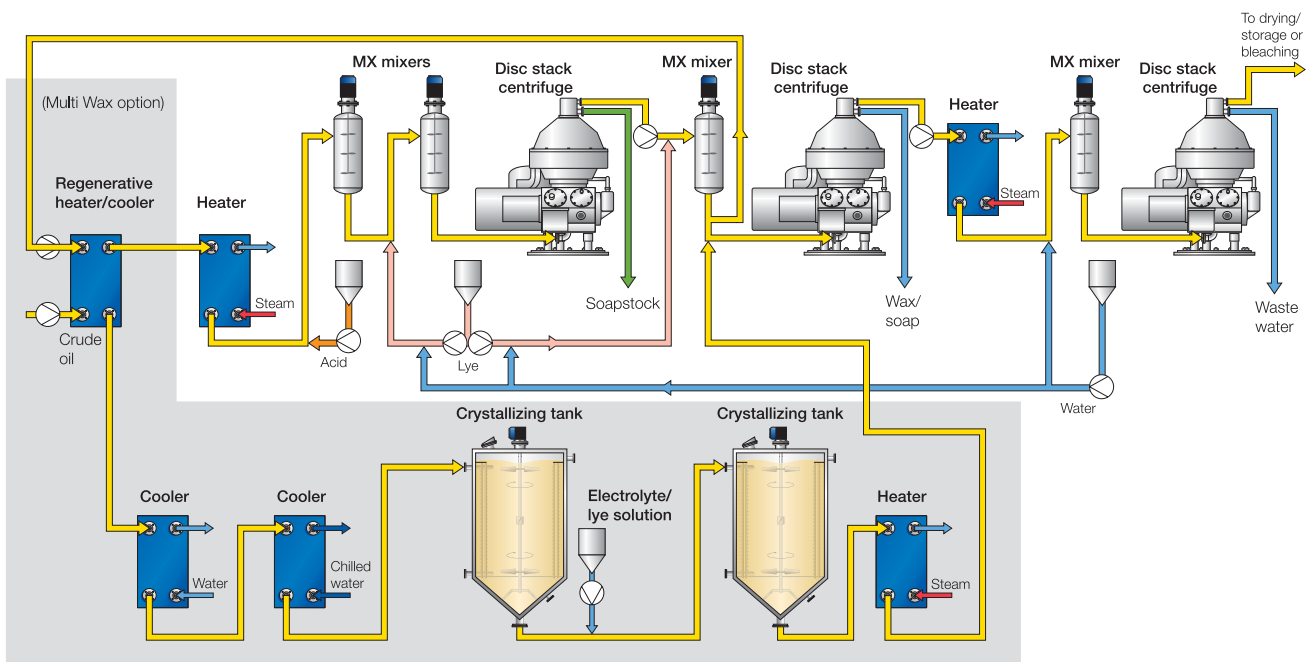 To drying/
storage or
bleaching
MX mixers
Disc stack
centrifuge
MX mixer
Disc stack
centrifuge
Heater
MX mixer
Disc stack
centrifuge
(Multi Wax option)
Regenerative
heater/cooler
Heater
Steam
Steam
Crude
oil
Acid
Lye
Soapstock
Wax/
soap
Waste
water
Water
Crystallizing tank
Crystallizing tank
Cooler
Cooler
Electrolyte/
lye solution
Heater
Water
Chilled
water
Steam